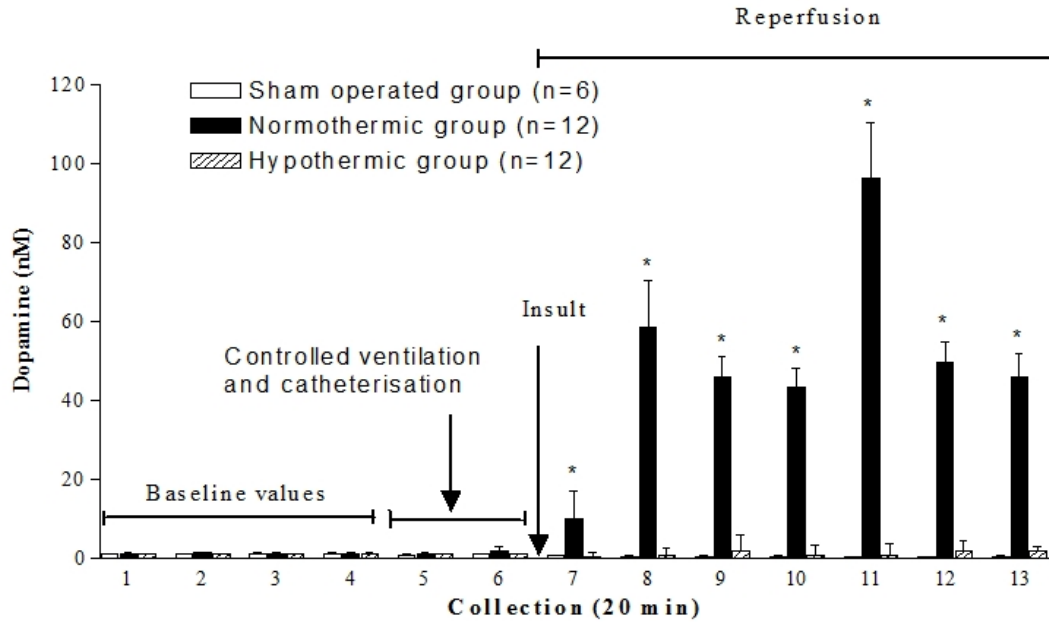 Reperfusion
120
Sham operated group (n=6)
Normothermic group (n=12)
Hypothermic group (n=12)
*
100
80
*
Insult
60
*
*
*
*
Controlled ventilation
and catheterisation
40
20
*
Baseline values
0
1 2 3 4 5 6 7 8 9 10 11 12 13
Dopamine (nM)
Collection (20 min)